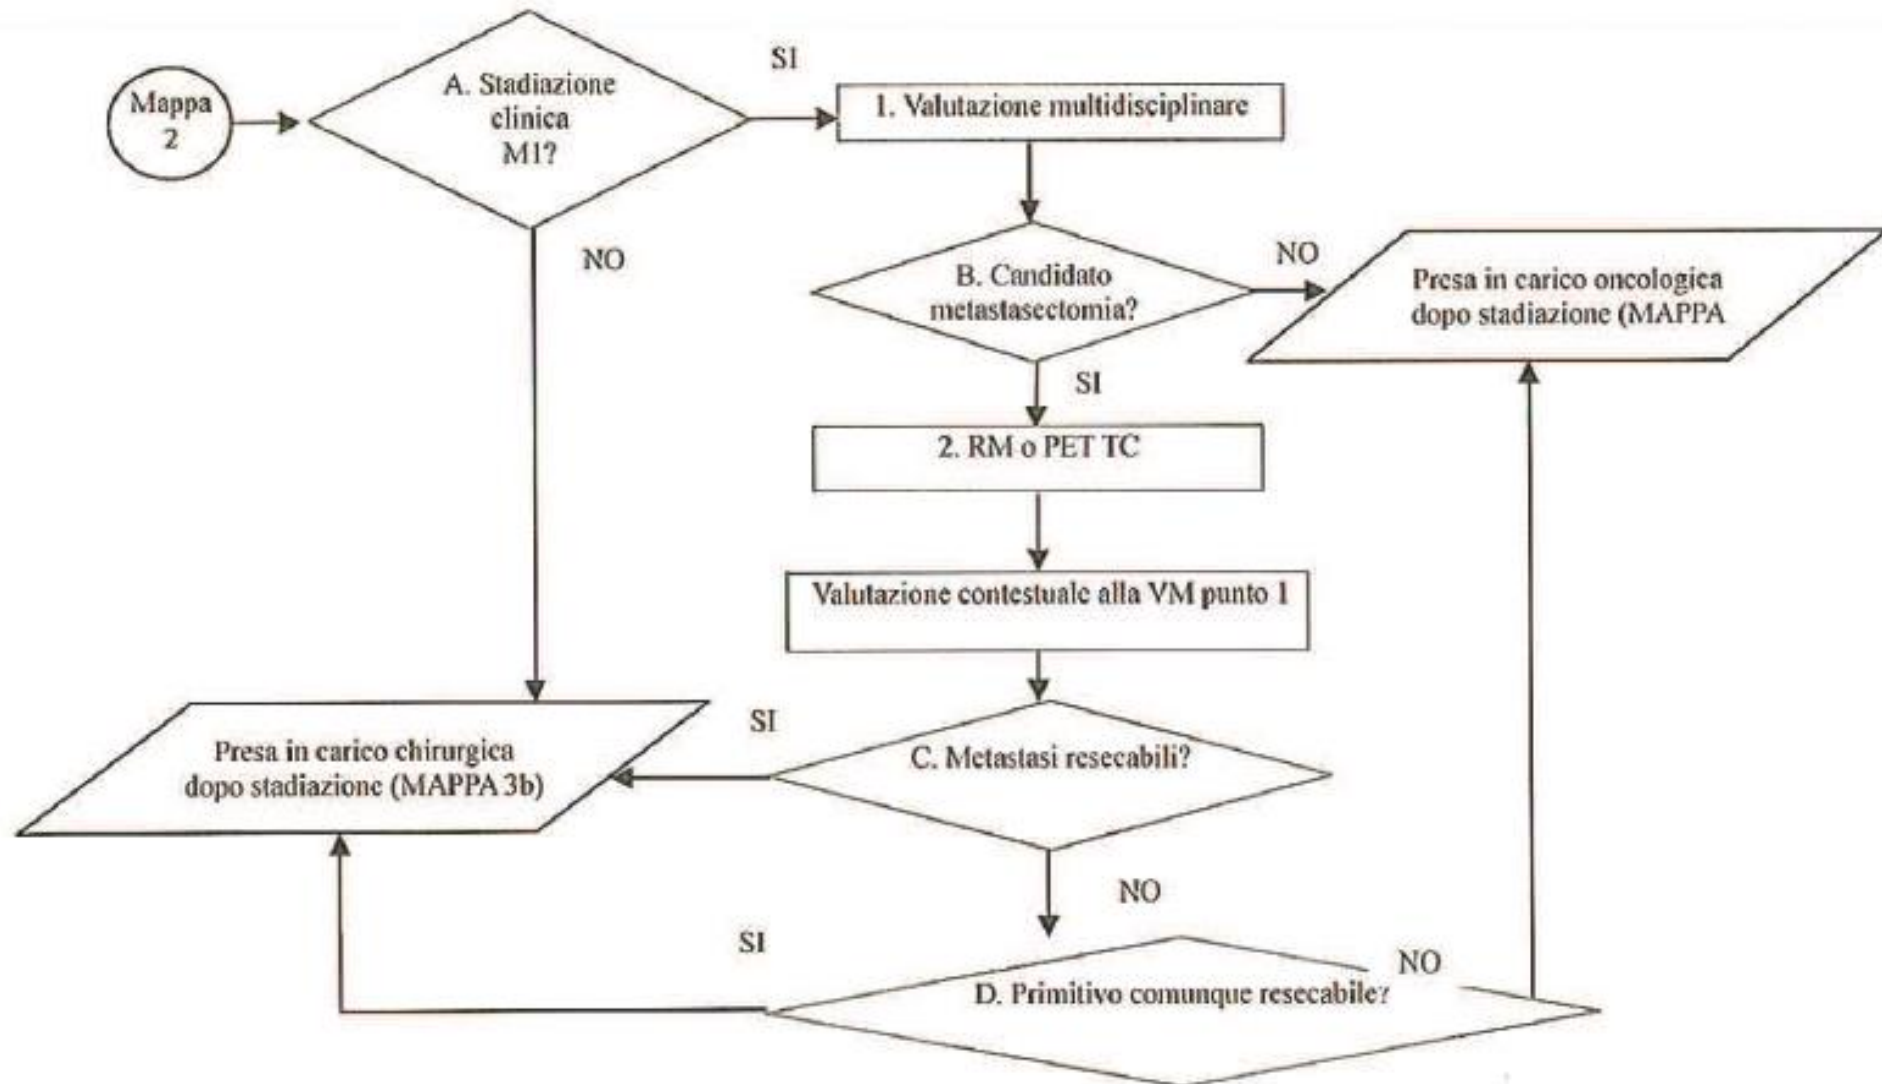 Mappa
2
A. Stadiazione
clinica
M1?
SI
1. Valutazione multidisciplinare
NO
B. Candidato
metastasectomia?
NO
Presa in carico oncologica
dopo stadiazione (MAPPA
SI
2. RM o PET TC
Valutazione contestuale alla VM punto 1
C. Metastasi resecabili?
SI
Presa in carico chirurgica
dopo stadiazione (MAPPA 3b)
NO
SI
D. Primitivo comunque resecabile?
NO